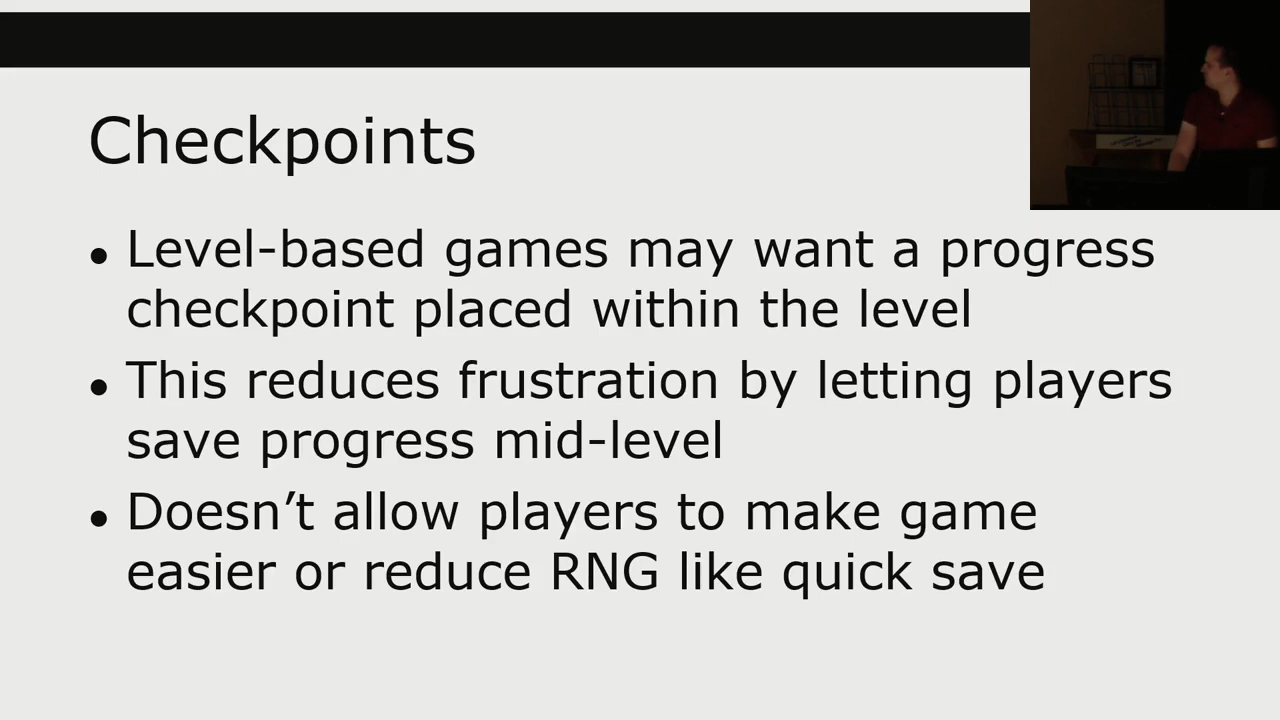 Checkpoints
• Level-based games may want a progress
checkpoint placed within the level
• This reduces frustration by letting players
save progress mid-level
• Doesn’t allow players to make game
easier or reduce RNG like quick save